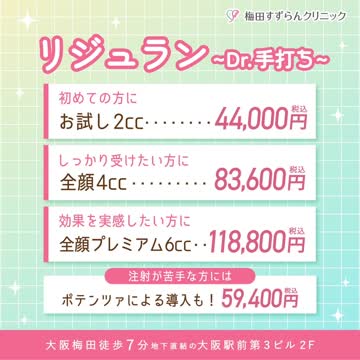 梅田すずらんクリニック
リジュラン ~Dr.手打ち~
初めての方に
お試し2cc‥‥‥‥44,000円 税込
しっかり受けたい方に
全顔4cc‥‥‥‥‥83,600円 税込
効果を実感したい方に
全顔プレミアム6cc‥118,800円 税込
注射が苦手な方には
ポテンツァによる導入も!59,400円 税込
大阪梅田徒歩7分地下直結の大阪駅前第3ビル2F